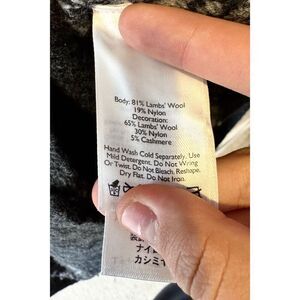 Body: 81% Lambs' Wool
19% Nylon
Decoration:
65% Lambs' Wool
30% Nylon
5% Cashmere
Hand Wash Cold Separately. Use
Mild Detergent. Do Not Wring
Or Twist. Do Not Bleach. Reshape.
Dry Flat. Do Not Iron.
ナイ
カシミ